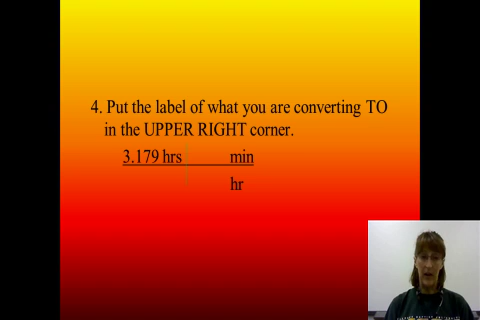 4. Put the label of what you are converting TO
in the UPPER RIGHT corner.
3.179 hrs min
hr